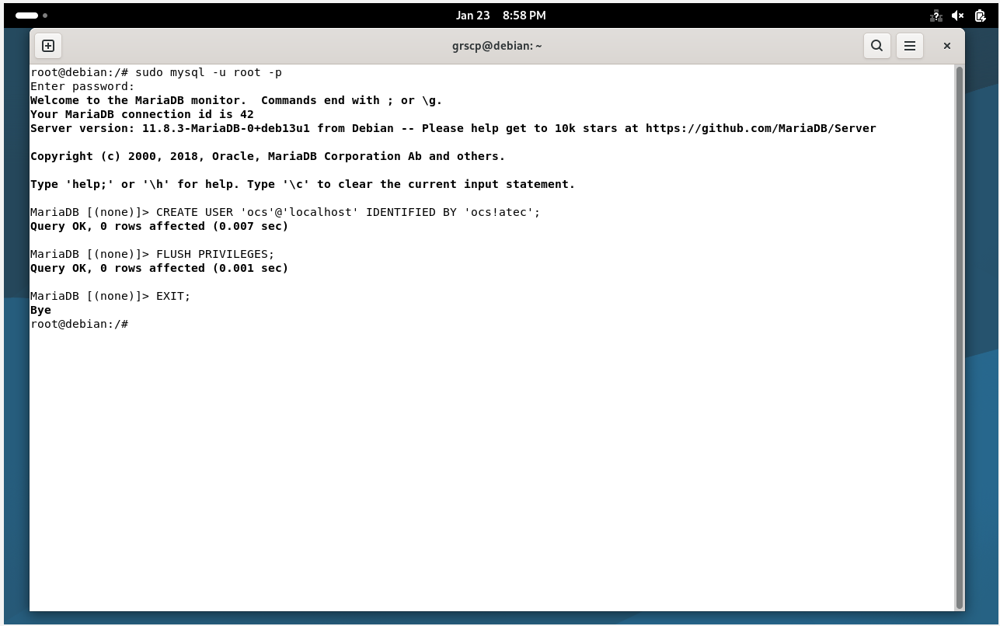 Jan 23 8:58 PM
grscp@debian: ~
root@debian:/# sudo mysql -u root -p
Enter password:
Welcome to the MariaDB monitor.  Commands end with ; or \g.
Your MariaDB connection id is 42
Server version: 11.8.3-MariaDB-0+deb13u1 from Debian -- Please help get to 10k stars at https://github.com/MariaDB/Server
Copyright (c) 2000, 2018, Oracle, MariaDB Corporation Ab and others.
Type 'help;' or '\h' for help. Type '\c' to clear the current input statement.
MariaDB [(none)]> CREATE USER 'ocs'@'localhost' IDENTIFIED BY 'ocs!atec';
Query OK, 0 rows affected (0.007 sec)
MariaDB [(none)]> FLUSH PRIVILEGES;
Query OK, 0 rows affected (0.001 sec)
MariaDB [(none)]> EXIT;
Bye
root@debian:/#